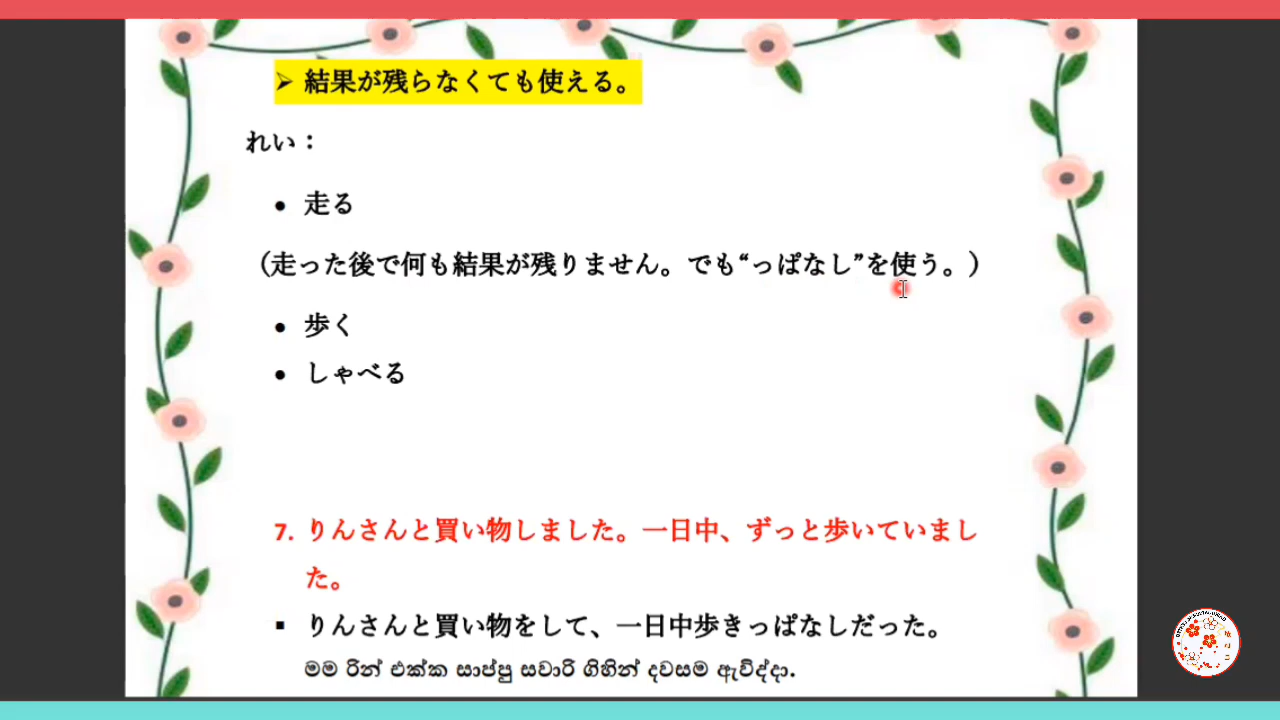 ➢ 結果が残らなくても使える。
れい：
• 走る
（走った後で何も結果が残りません。でも“っぱなし”を使う。）
• 歩く
• しゃべる
7. りんさんと買い物しました。一日中、ずっと歩いていまし
た。
▪ りんさんと買い物をして、一日中歩きっぱなしだった。
මම රින් එක්ක සාප්පු සවාරි ගිහින් දවසම ඇවිද්දා.